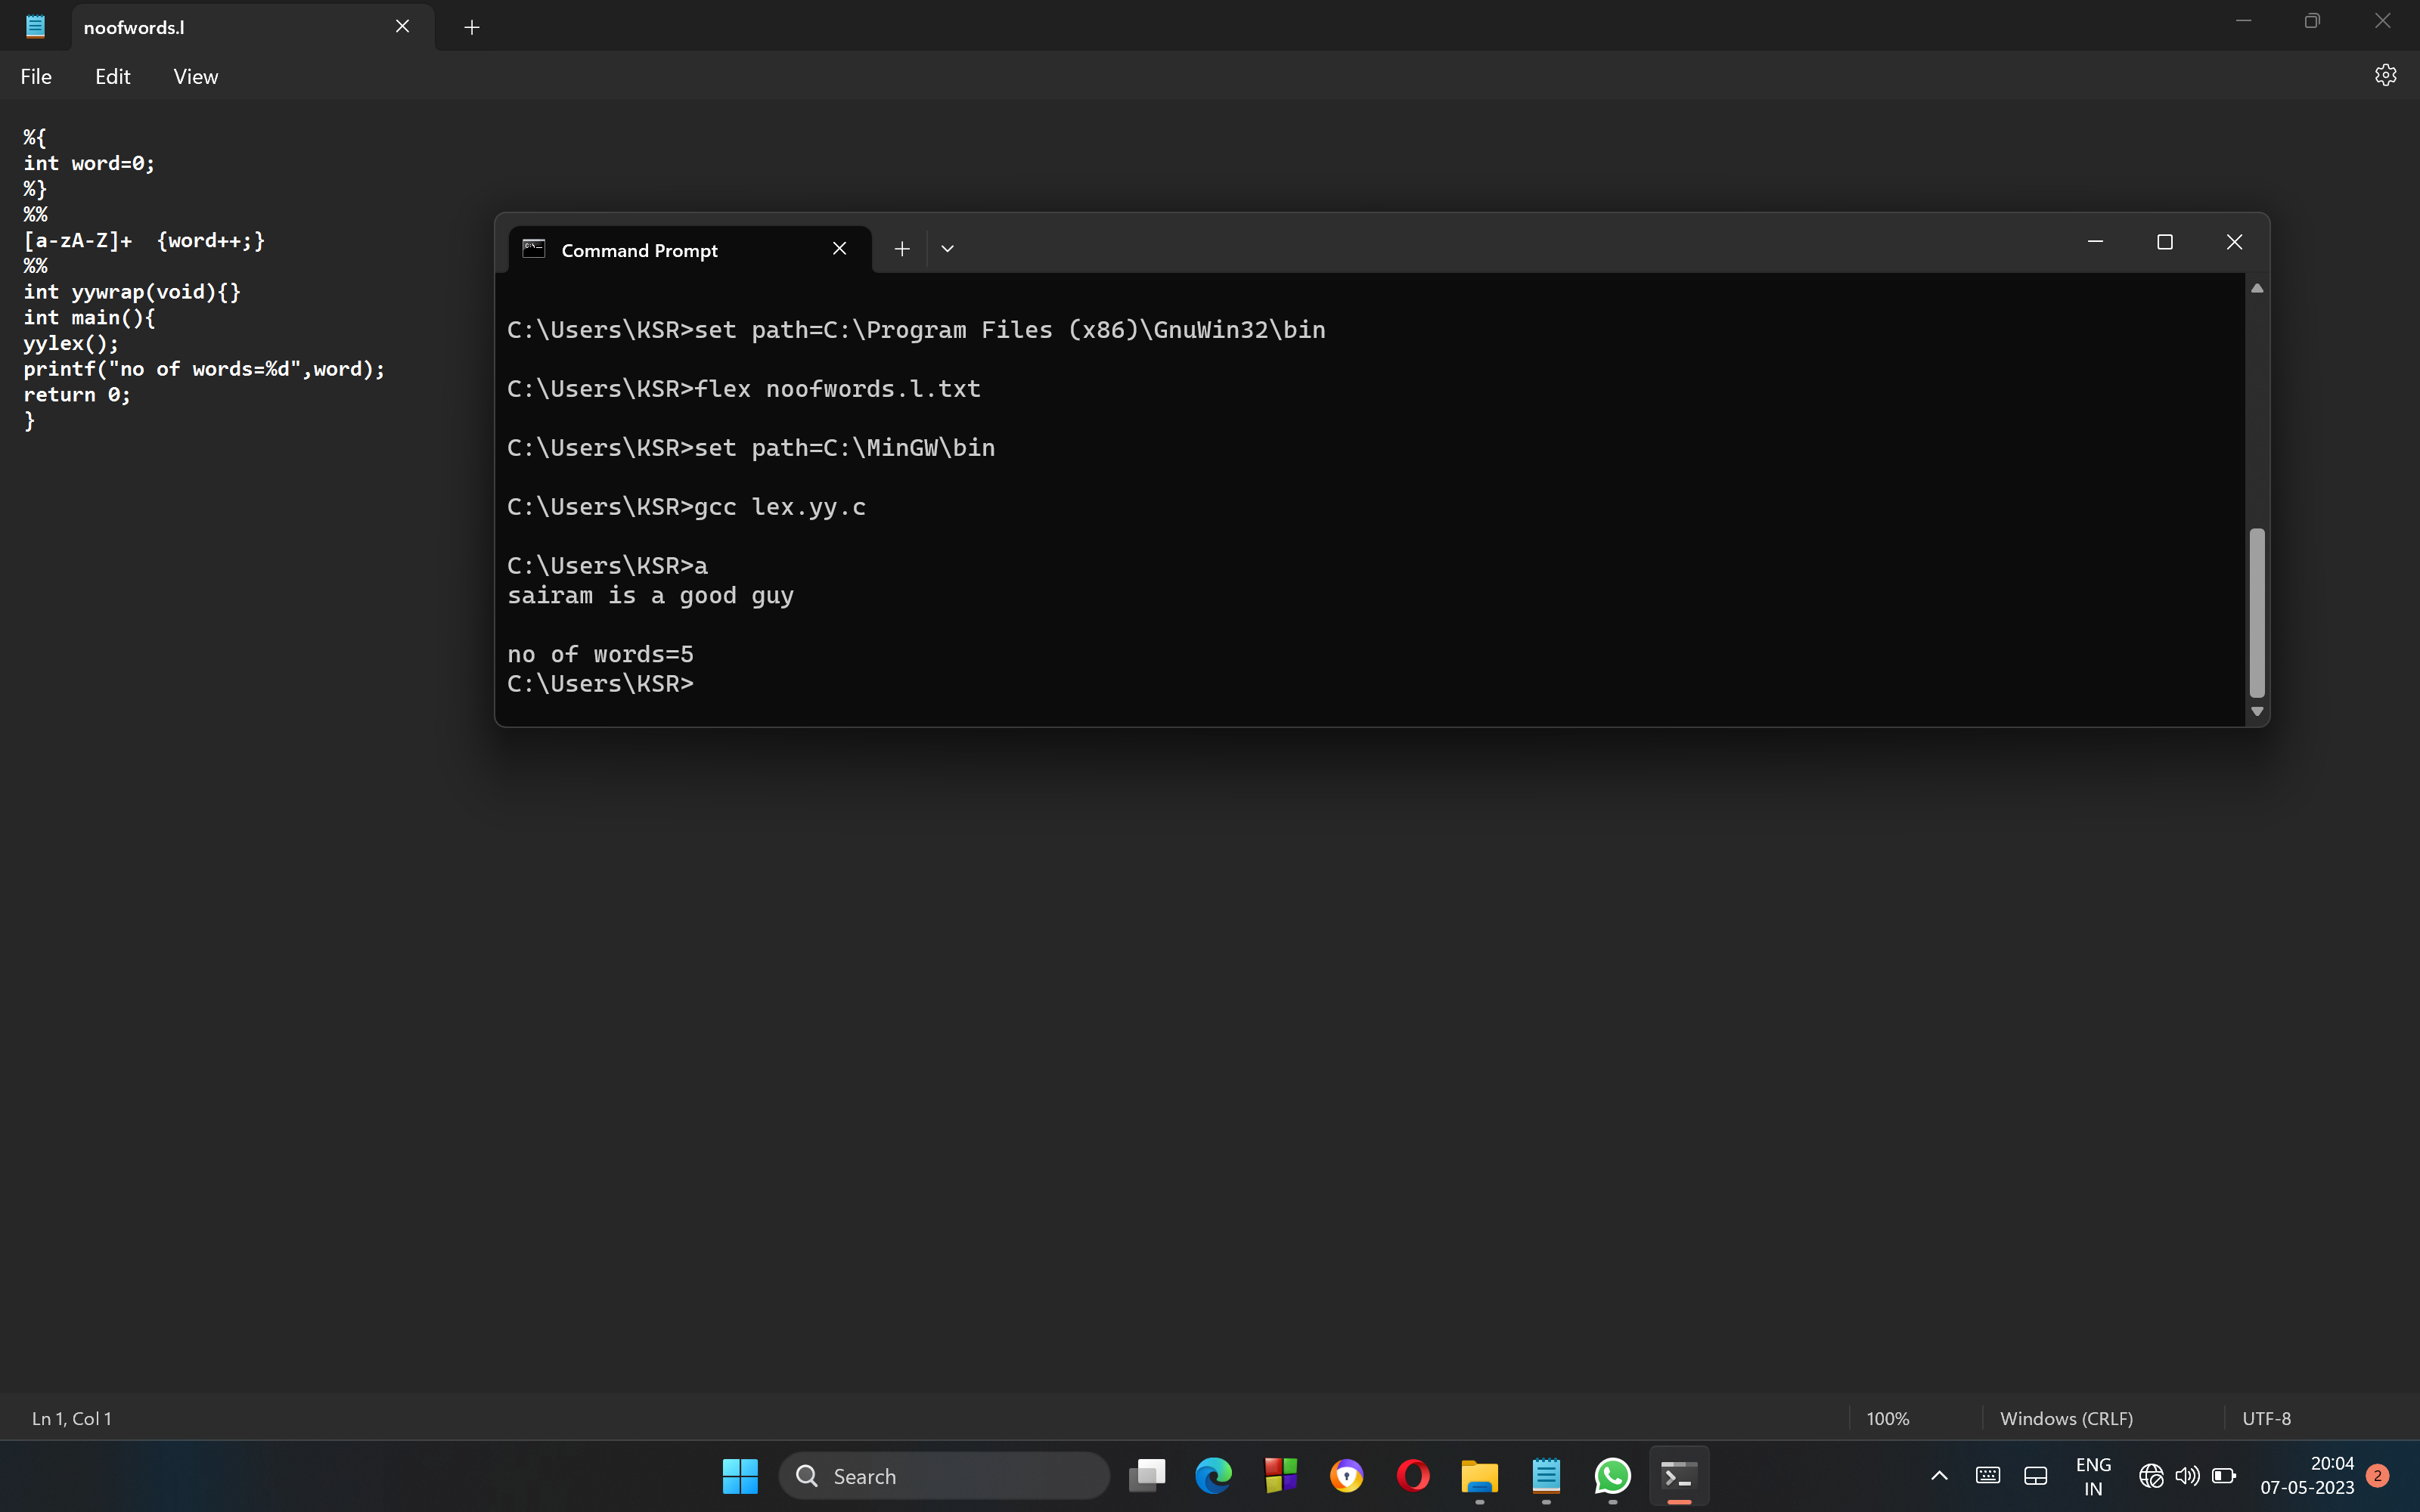 noofwords.l
File Edit View
%{
int word=0;
%}
%%
[a-zA-Z]+  {word++;}
%%
int yywrap(void){}
int main(){
yylex();
printf("no of words=%d",word);
return 0;
}
Command Prompt
C:\Users\KSR>set path=C:\Program Files (x86)\GnuWin32\bin
C:\Users\KSR>flex noofwords.l.txt
C:\Users\KSR>set path=C:\MinGW\bin
C:\Users\KSR>gcc lex.yy.c
C:\Users\KSR>a
sairam is a good guy
no of words=5
C:\Users\KSR>
Ln 1, Col 1
100%
Windows (CRLF)
UTF-8
Search
ENG
IN
20:04
07-05-2023
2